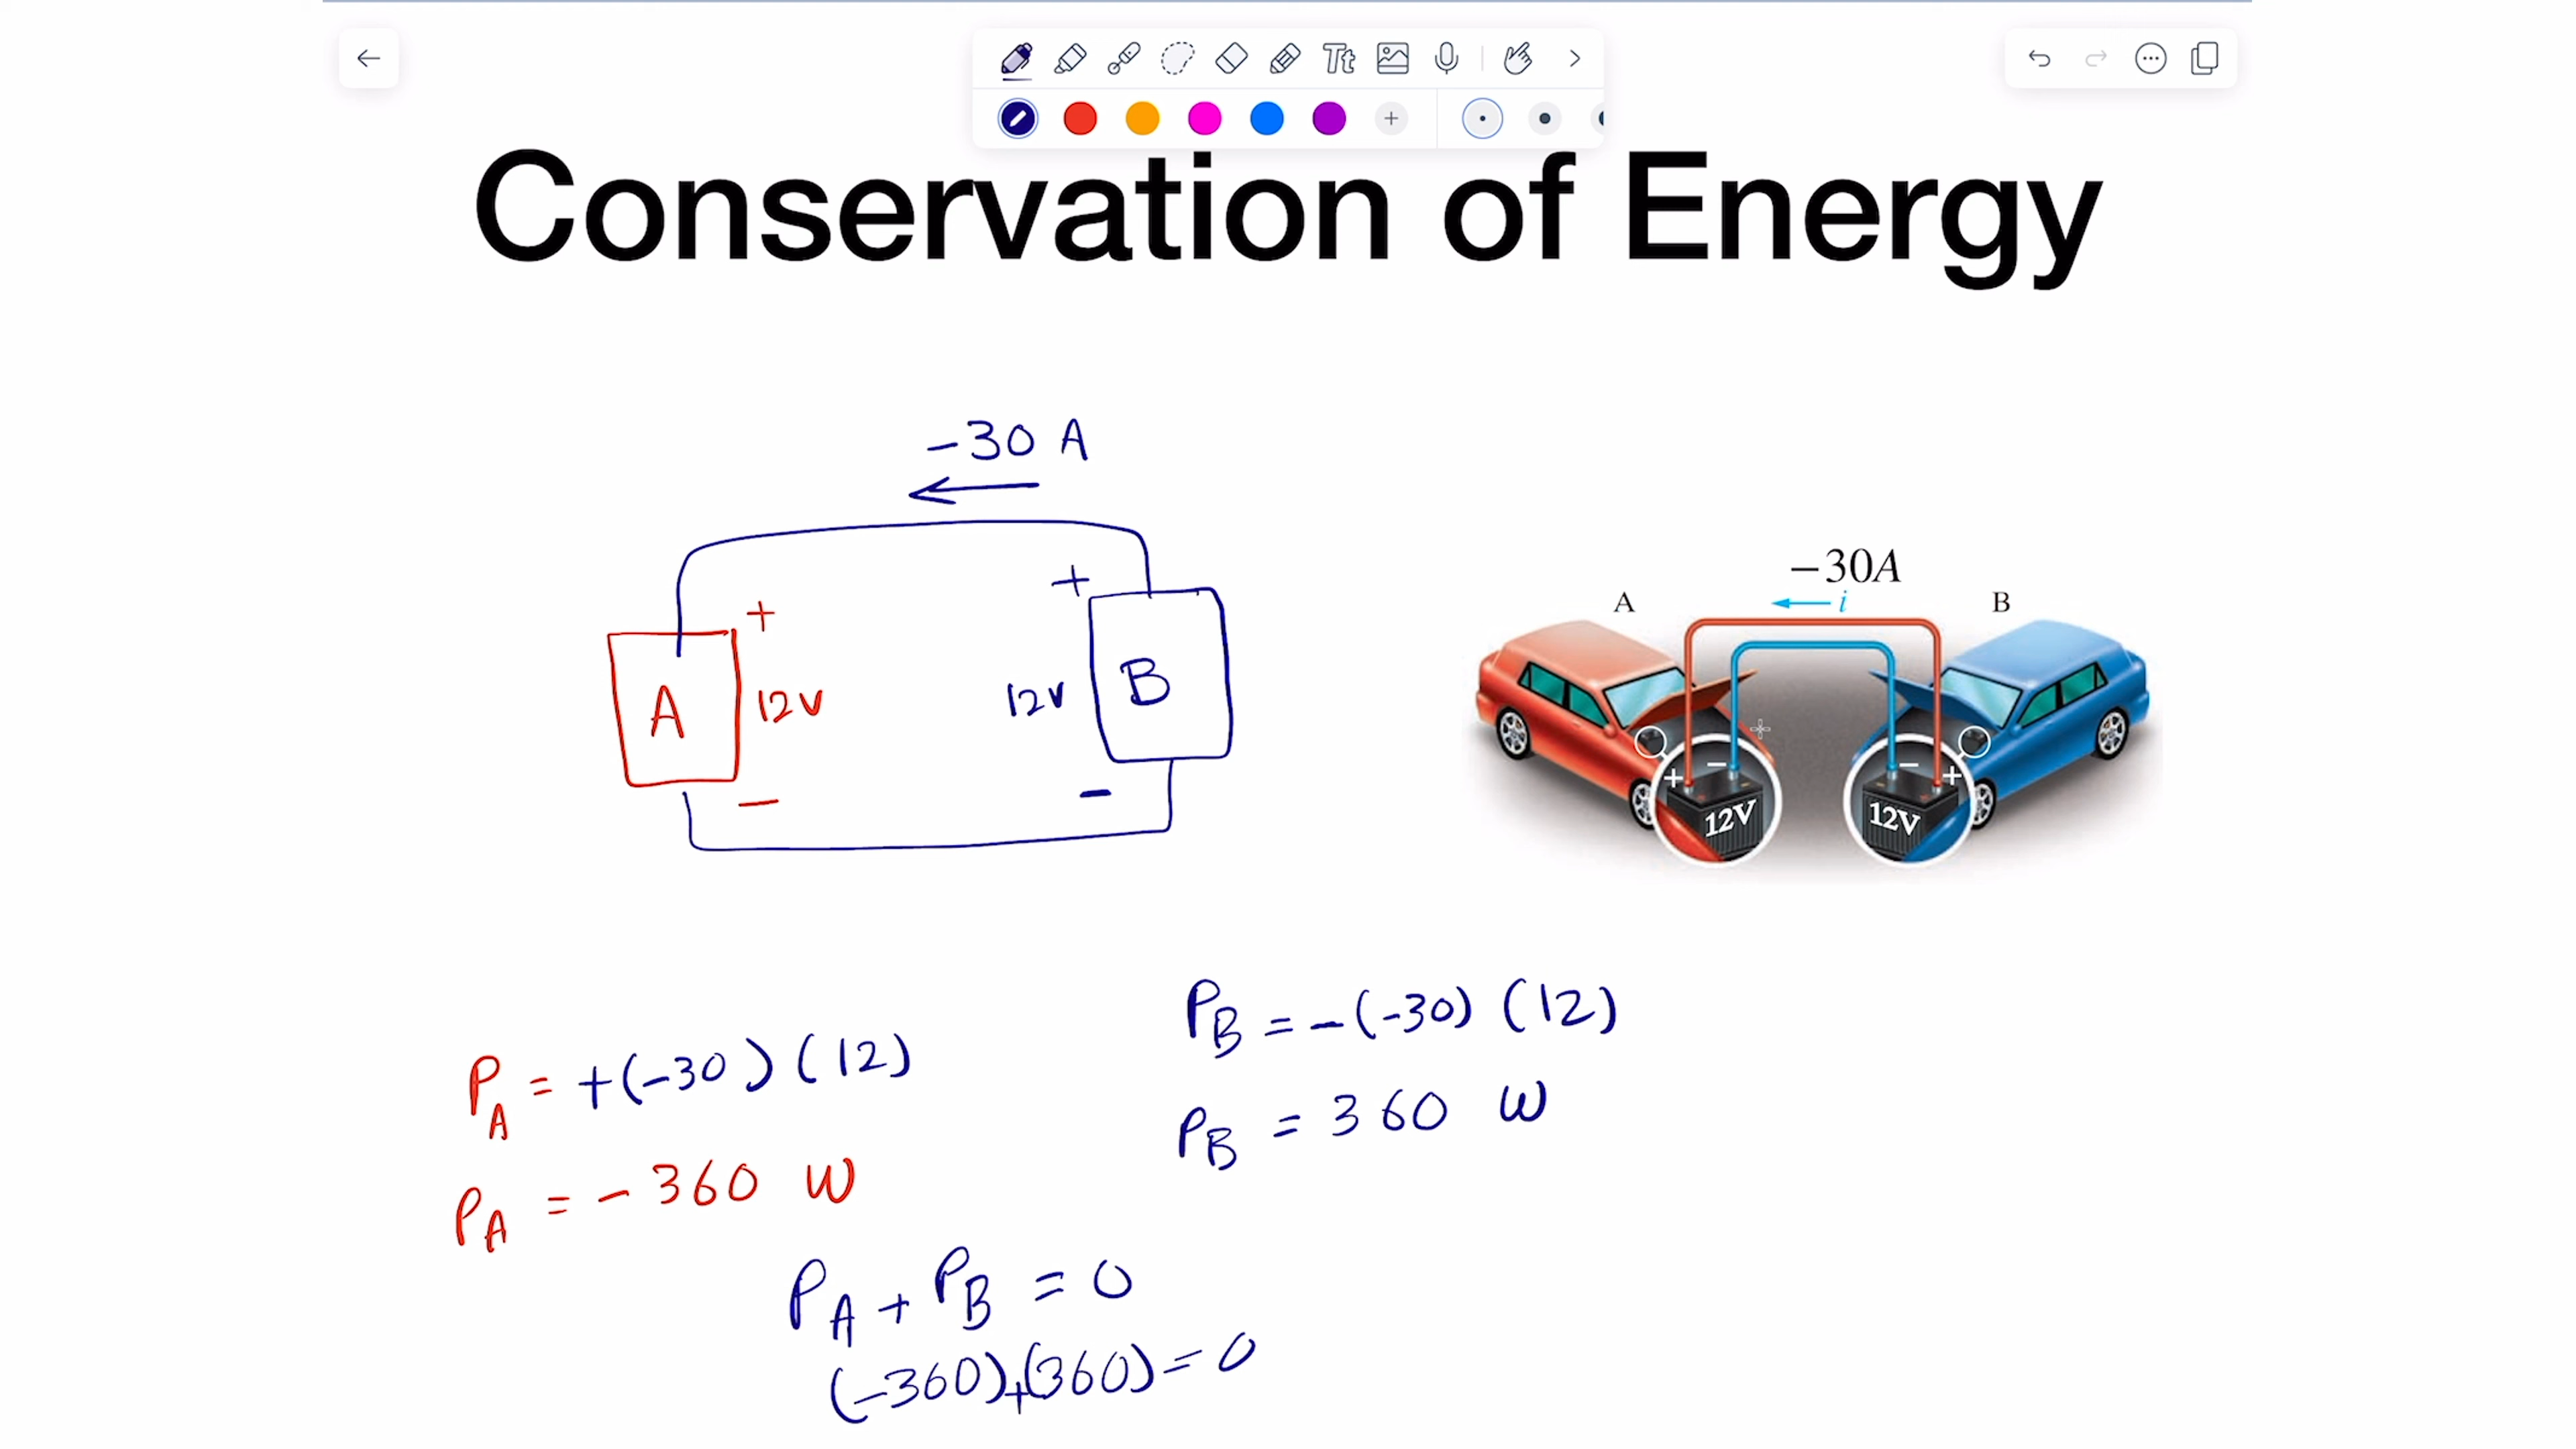 Tt
Conservation of Energy
-30 A
+
+
A
12V
12V
B
-
-
-30A
i
A
B
+
-
-
+
12V
12V
P_A = +(-30)(12)
P_A = -360 W
P_B = -(-30)(12)
P_B = 360 W
P_A + P_B = 0
(-360)+(360)=0